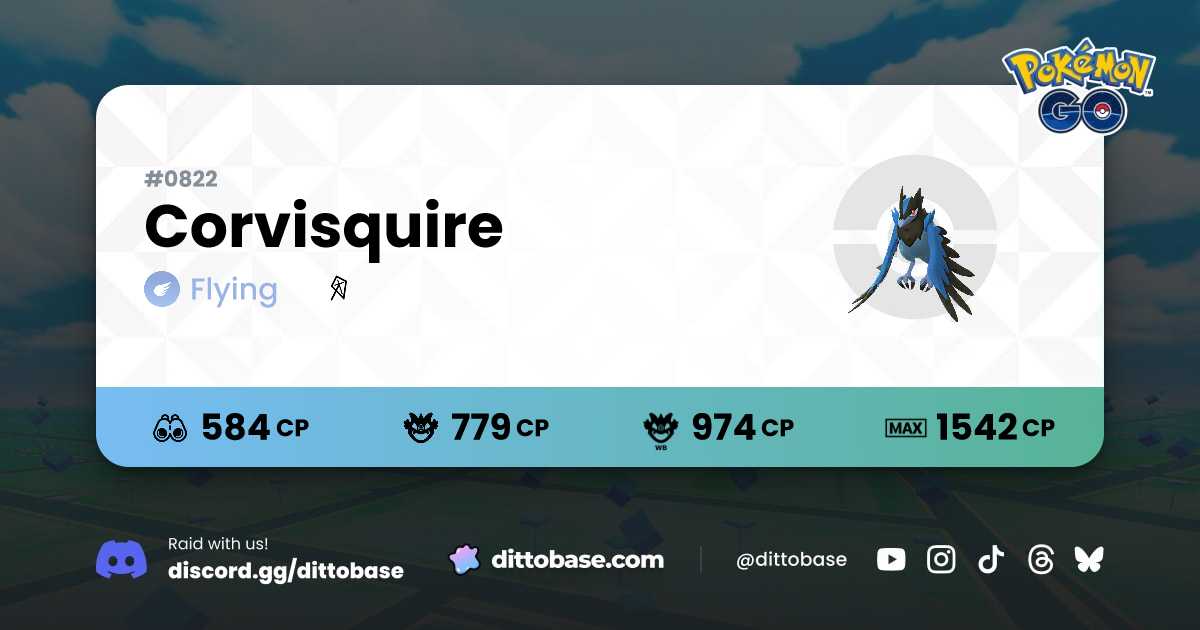 POKÉMON
GO
#0822
Corvisquire
Flying
584 CP
779 CP
WB
974 CP
MAX 1542 CP
Raid with us!
discord.gg/dittobase
dittobase.com
@dittobase